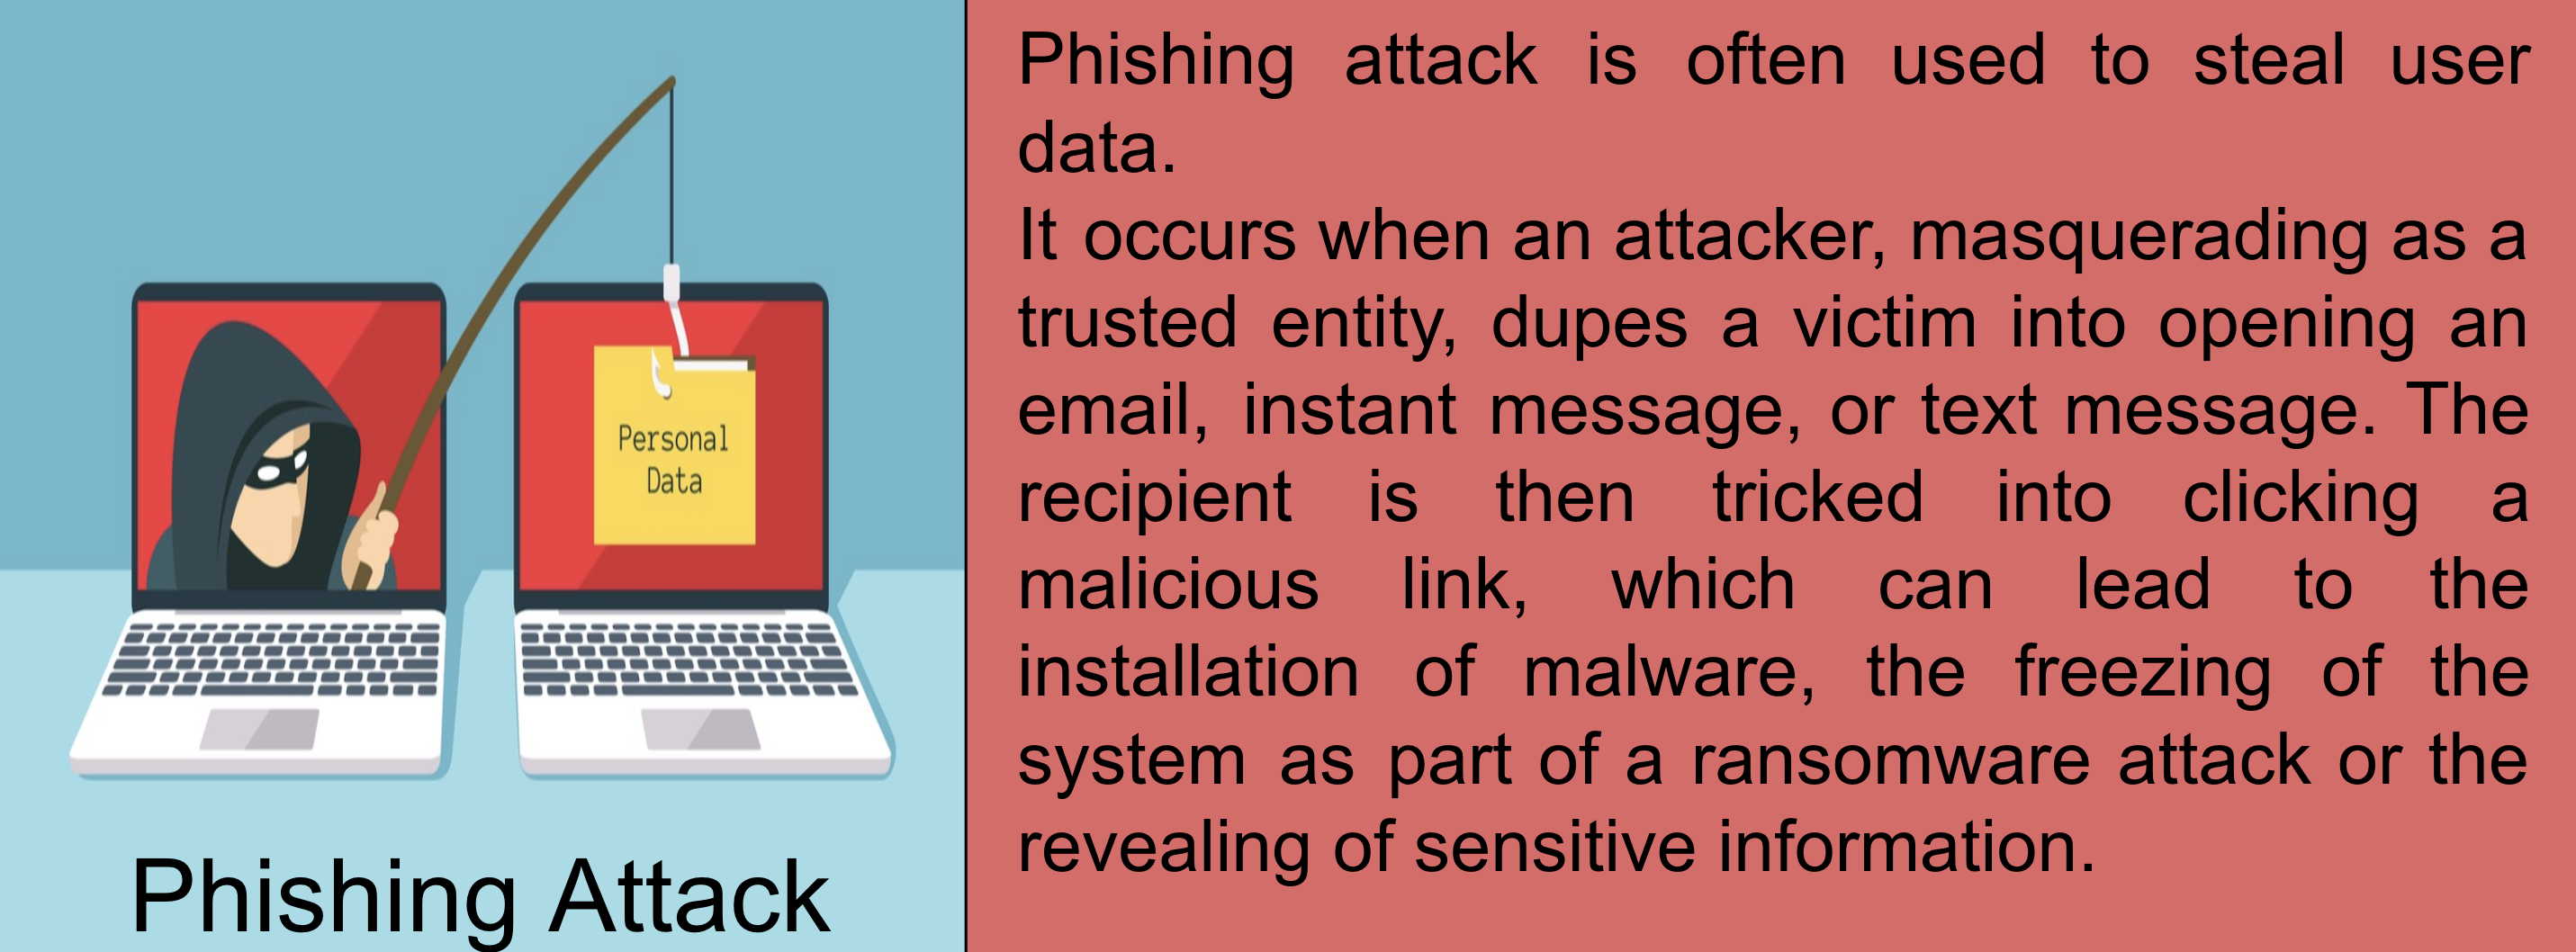 Personal
Data
Phishing Attack
Phishing attack is often used to steal user
data.
It occurs when an attacker, masquerading as a
trusted entity, dupes a victim into opening an
email, instant message, or text message. The
recipient is then tricked into clicking a
malicious link, which can lead to the
installation of malware, the freezing of the
system as part of a ransomware attack or the
revealing of sensitive information.